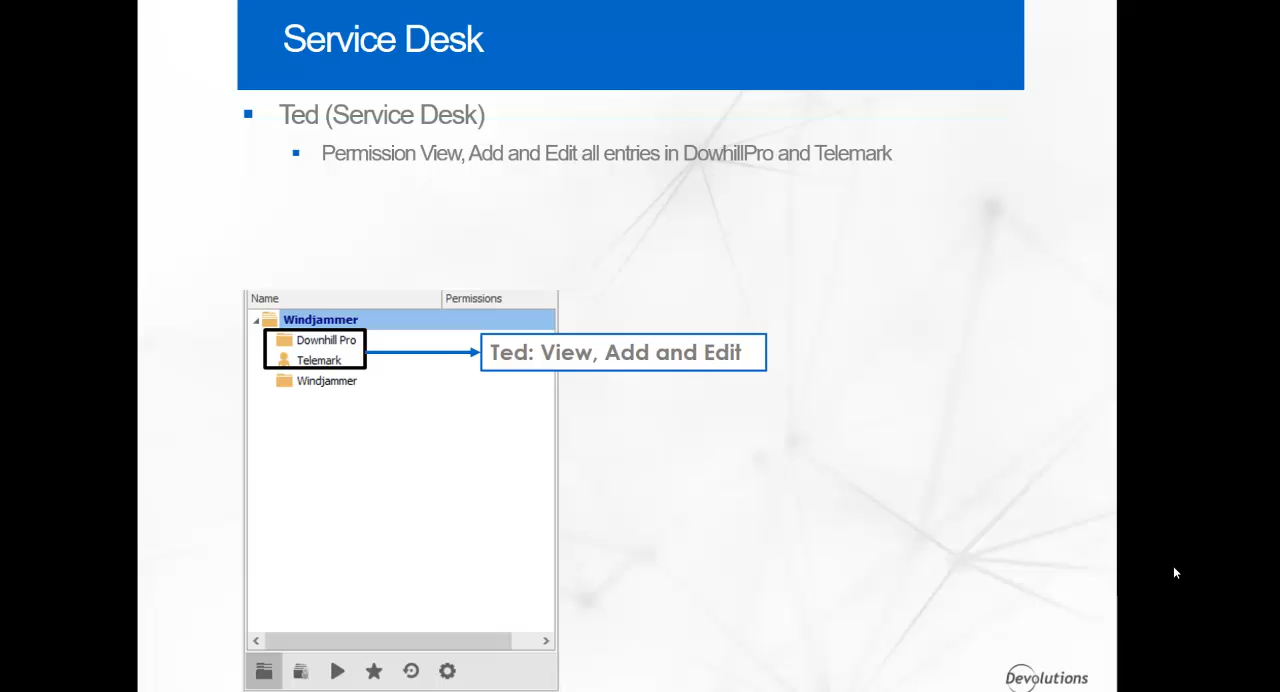 Service Desk
Ted (Service Desk)
Permission View, Add and Edit all entries in DowhillPro and Telemark
Name Permissions
Windjammer
Downhill Pro
Telemark
Ted: View, Add and Edit
Windjammer
Devolutions